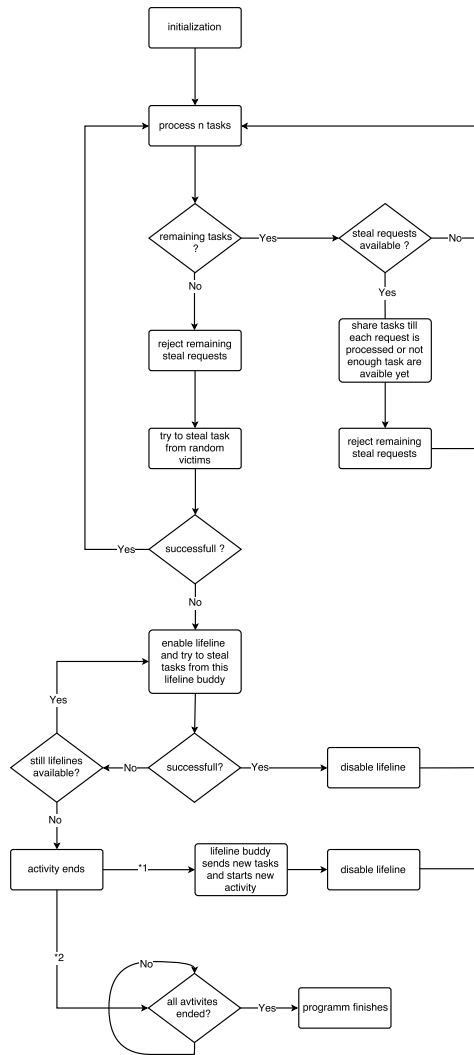 initialization
process n tasks
remaining tasks
?
Yes
steal requests
available ?
No
No
Yes
reject remaining
steal requests
share tasks till
each request is
processed or not
enough task are
avaible yet
try to steal task
from random
victims
reject remaining
steal requests
Yes
successfull ?
No
enable lifeline
and try to steal
tasks from this
lifeline buddy
Yes
still lifelines
available?
No
successfull?
Yes
disable lifeline
No
activity ends
*1
lifeline buddy
sends new tasks
and starts new
activity
disable lifeline
*2
No
all avtivites
ended?
Yes
programm finishes